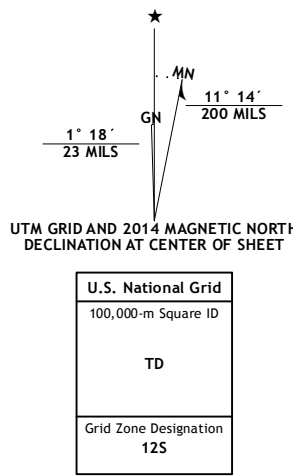 MN
GN
11° 14´
200 MILS
1° 18´
23 MILS
UTM GRID AND 2014 MAGNETIC NORTH
DECLINATION AT CENTER OF SHEET
U.S. National Grid
100,000-m Square ID
TD
Grid Zone Designation
12S